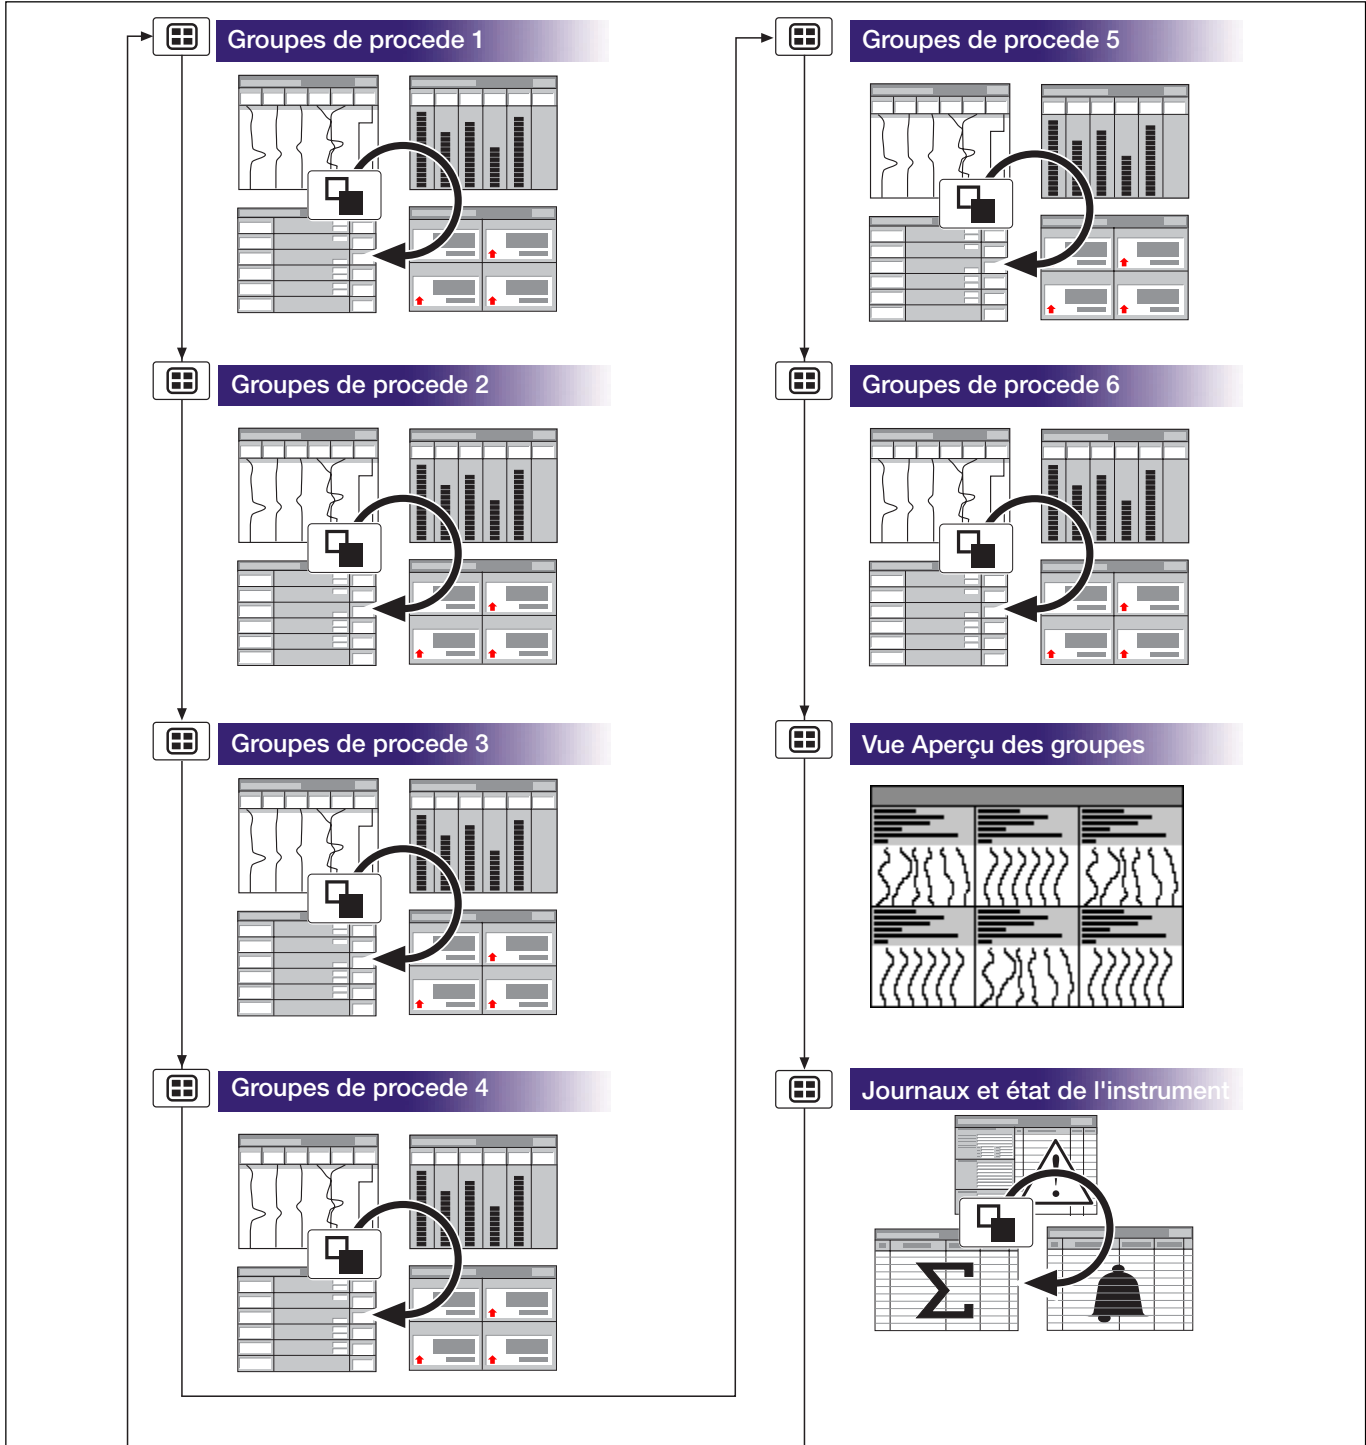 Groupes de procede 1
Groupes de procede 2
Groupes de procede 3
Groupes de procede 4
Groupes de procede 5
Groupes de procede 6
Vue Aperçu des groupes
Journaux et état de l'instrument